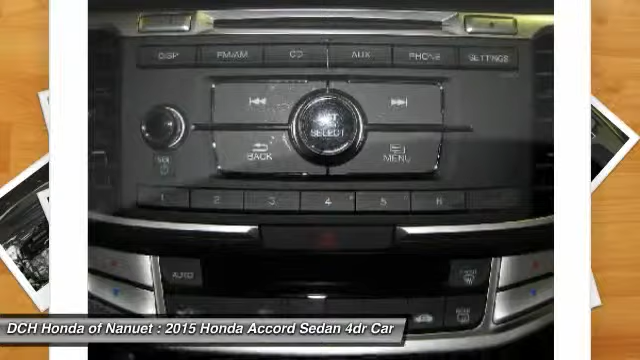 DISP FM/AM CD AUX PHONE SETTINGS
SELECT
BACK MENU
1 2 3 4 5 6
AUTO
DCH Honda of Nanuet : 2015 Honda Accord Sedan 4dr Car